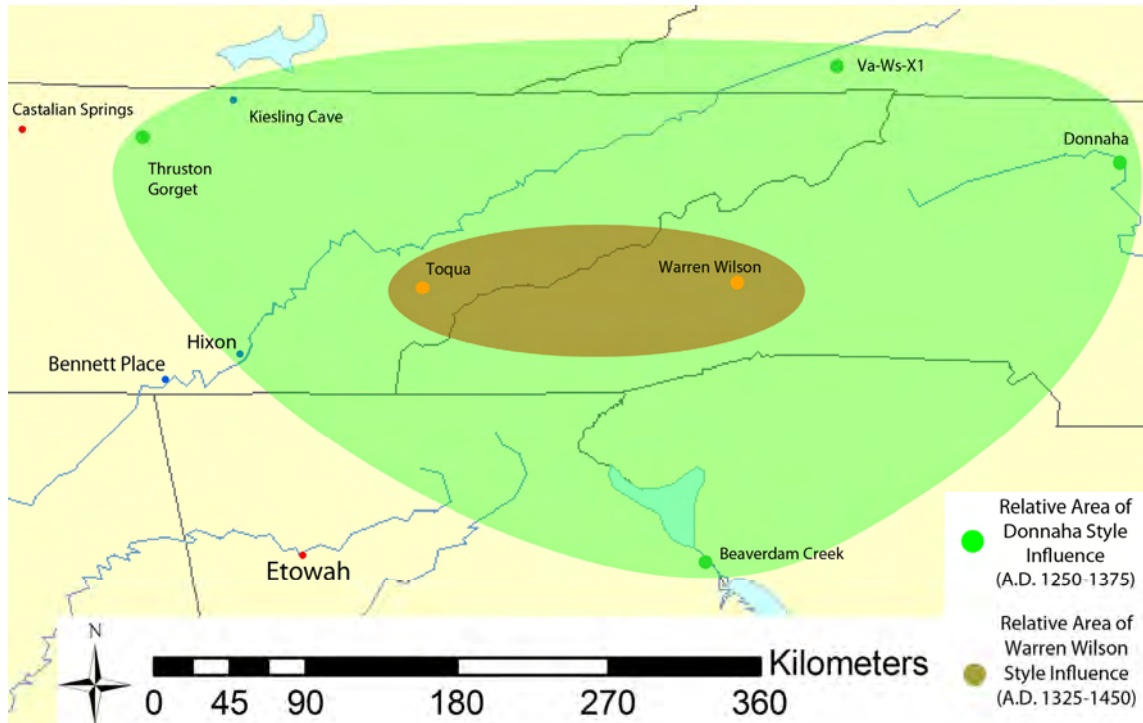 Va-Ws-X1
Castalian Springs
Kiesling Cave
Donnaha
Thruston
Gorget
Toqua
Warren Wilson
Hixon
Bennett Place
Etowah
Beaverdam Creek
Relative Area of
Donnaha Style
Influence
(A.D. 1250-1375)
Relative Area of
Warren Wilson
Style Influence
(A.D. 1325-1450)
N
Kilometers
0 45 90 180 270 360